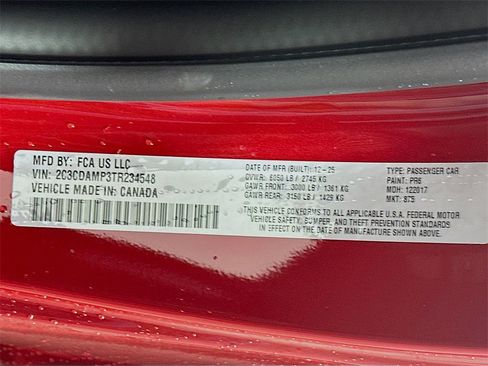 MFD BY: FCA US LLC
VIN: 2C3CDAMP3TR234548
VEHICLE MADE IN: CANADA
DATE OF MFR (BUILT): 12-25
GVWR: 6050 LB / 2745 KG
GAWR FRONT: 3000 LB / 1361 KG
GAWR REAR: 3150 LB / 1429 KG
THIS VEHICLE CONFORMS TO ALL APPLICABLE U.S.A. FEDERAL MOTOR
VEHICLE SAFETY, BUMPER, AND THEFT PREVENTION STANDARDS
IN EFFECT ON THE DATE OF MANUFACTURE SHOWN ABOVE.
TYPE: PASSENGER CAR
PAINT: PR6
MDH: 122017
MKT: 875